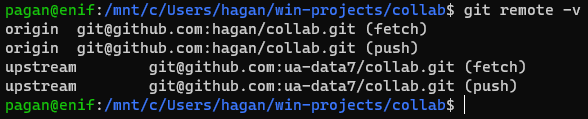 pagan@enif:/mnt/c/Users/hagan/win-projects/collab$ git remote -v
origin  git@github.com:hagan/collab.git (fetch)
origin  git@github.com:hagan/collab.git (push)
upstream        git@github.com:ua-data7/collab.git (fetch)
upstream        git@github.com:ua-data7/collab.git (push)
pagan@enif:/mnt/c/Users/hagan/win-projects/collab$